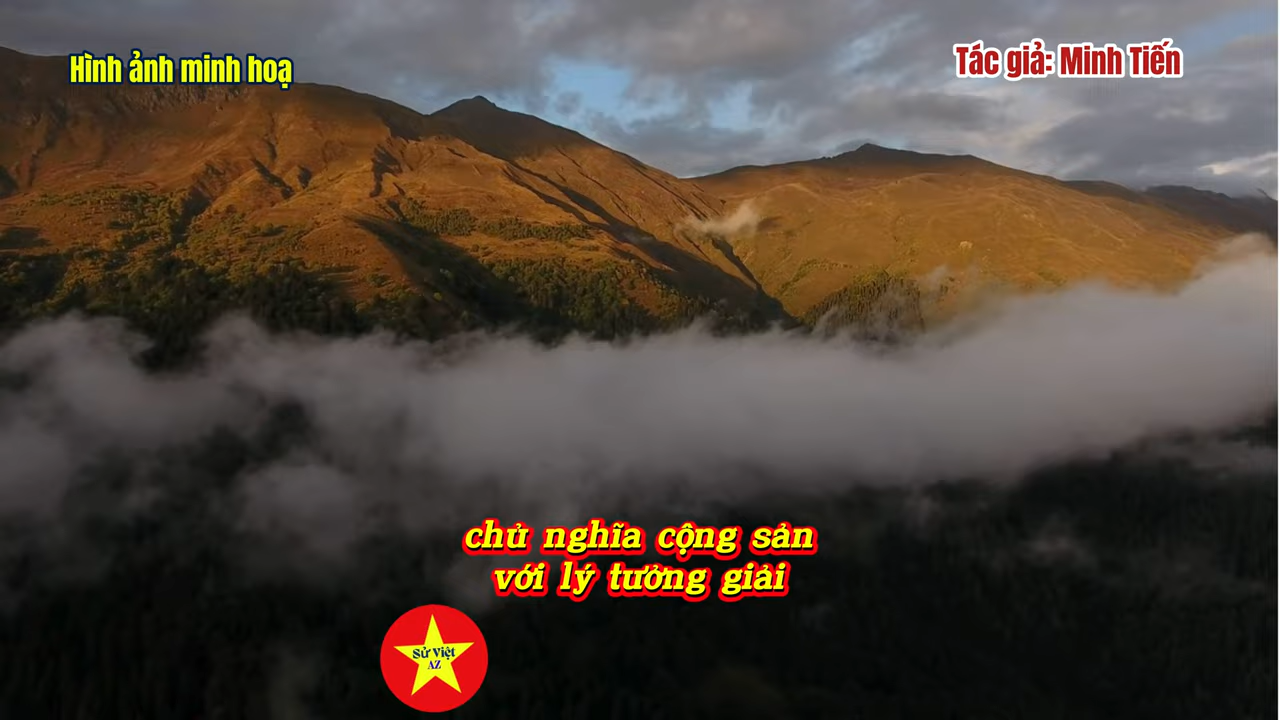 Hình ảnh minh hoạ
Tác giả: Minh Tiến
chủ nghĩa cộng sản
với lý tưởng giải
Sử Việt
AZ